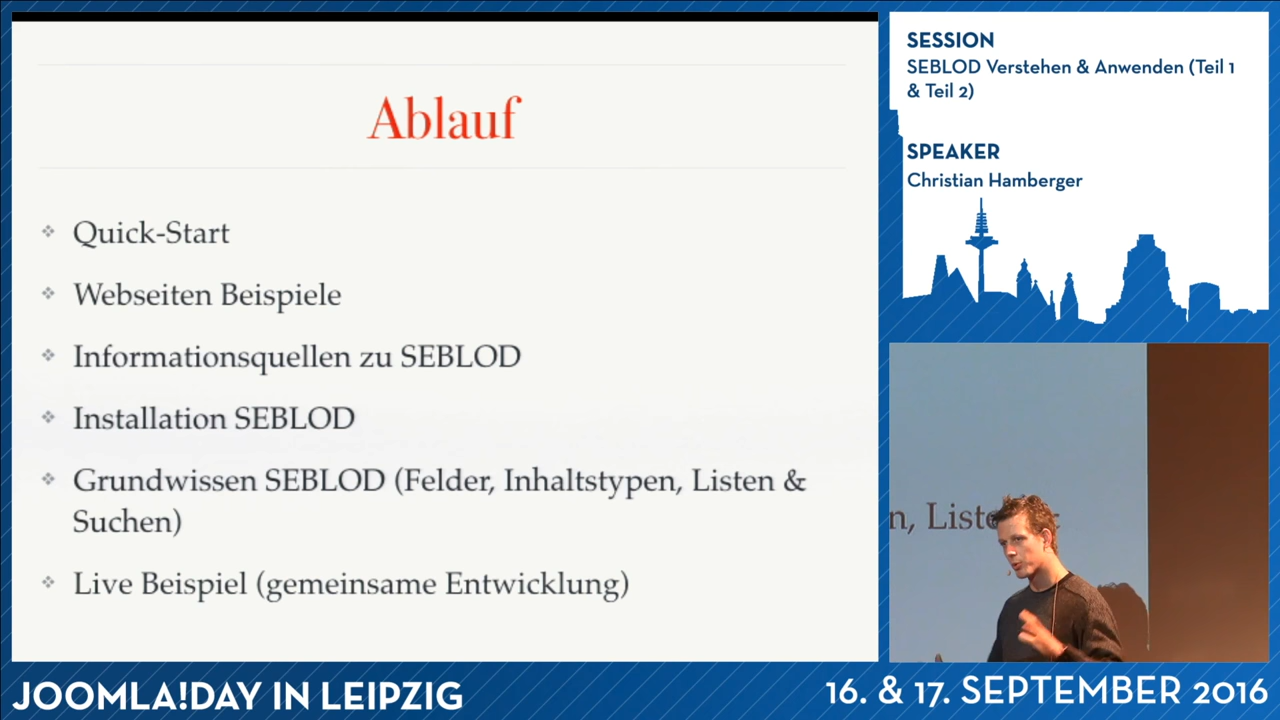 Ablauf
Quick-Start
Webseiten Beispiele
Informationsquellen zu SEBLOD
Installation SEBLOD
Grundwissen SEBLOD (Felder, Inhaltstypen, Listen &
Suchen)
Live Beispiel (gemeinsame Entwicklung)
SESSION
SEBLOD Verstehen & Anwenden (Teil 1
& Teil 2)
SPEAKER
Christian Hamberger
n, Liste
JOOMLA!DAY IN LEIPZIG
16. & 17. SEPTEMBER 2016